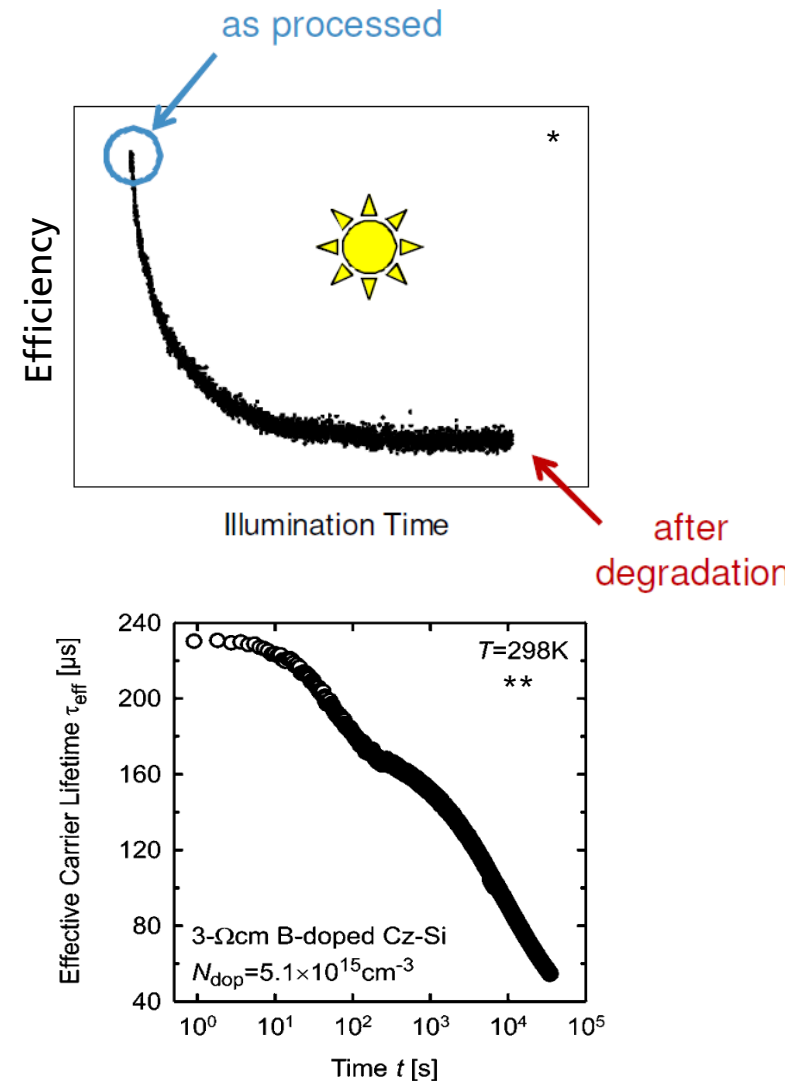 as processed
*
Efficiency
Illumination Time
after
degradation
240
200
160
120
80
40
Effective Carrier Lifetime τeff [µs]
T=298K
**
3-Ωcm B-doped Cz-Si
Ndop=5.1×10¹⁵cm⁻³
10⁰ 10¹ 10² 10³ 10⁴ 10⁵
Time t [s]